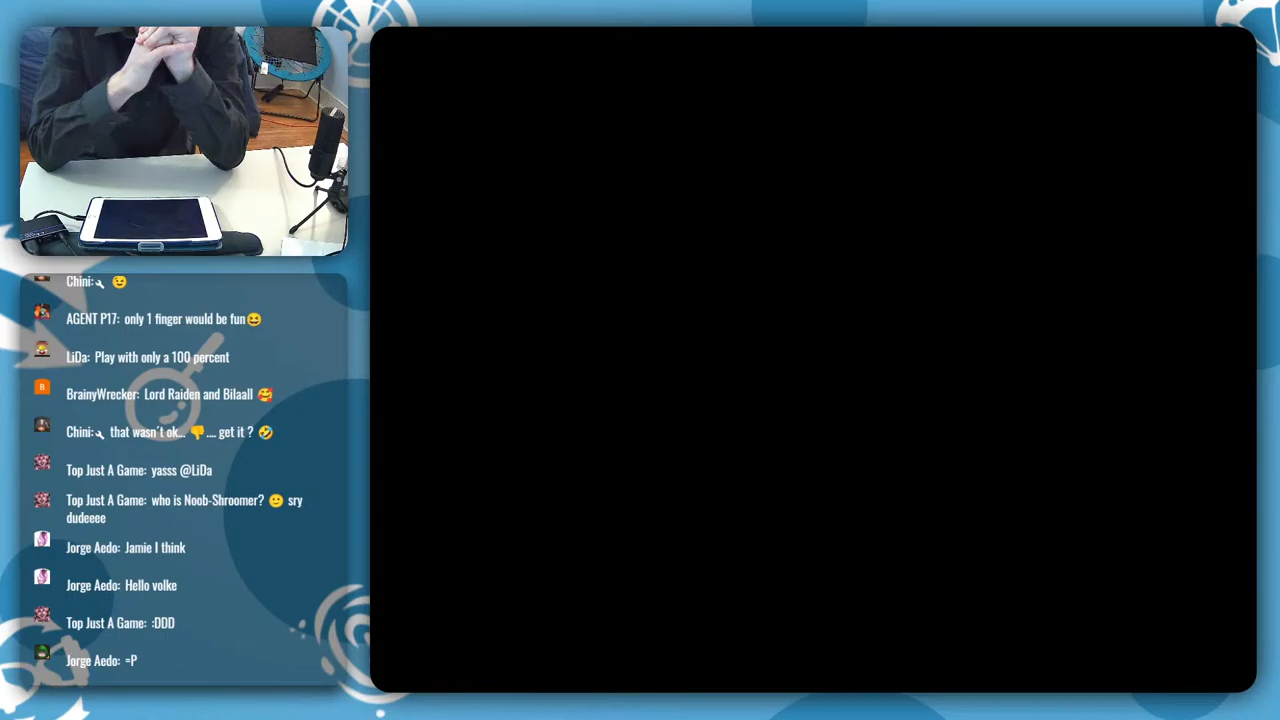 Chini:🔧 😉
AGENT P17: only 1 finger would be fun😆
LiDa: Play with only a 100 percent
B
BrainyWrecker: Lord Raiden and Bilaall 🥰
Chini:🔧 that wasn´t ok... 👎.... get it ? 🤣
Top Just A Game: yasss @LiDa
Top Just A Game: who is Noob-Shroomer? 🙂 sry
dudeeee
Jorge Aedo: Jamie I think
Jorge Aedo: Hello volke
Top Just A Game: :DDD
Jorge Aedo: =P